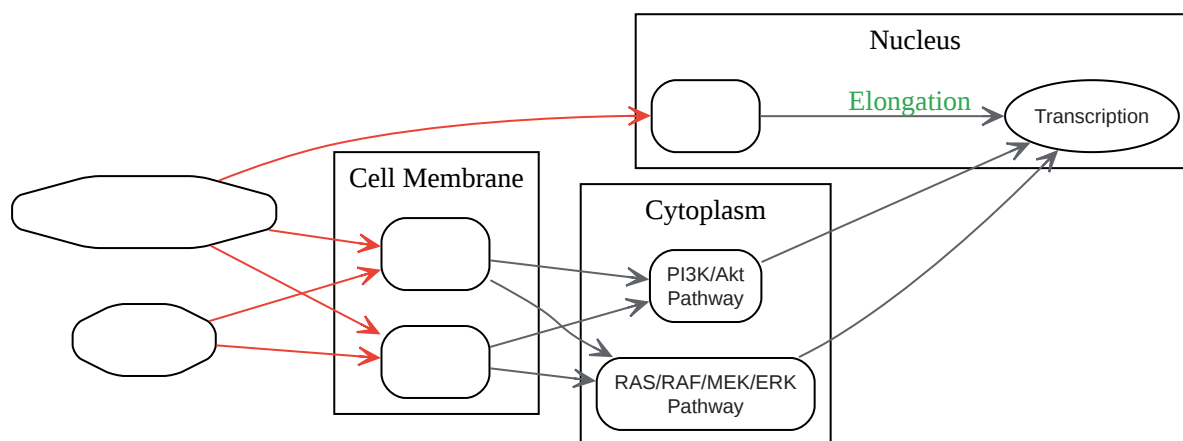 Nucleus
Elongation
Transcription
Cell Membrane
Cytoplasm
PI3K/Akt
Pathway
RAS/RAF/MEK/ERK
Pathway